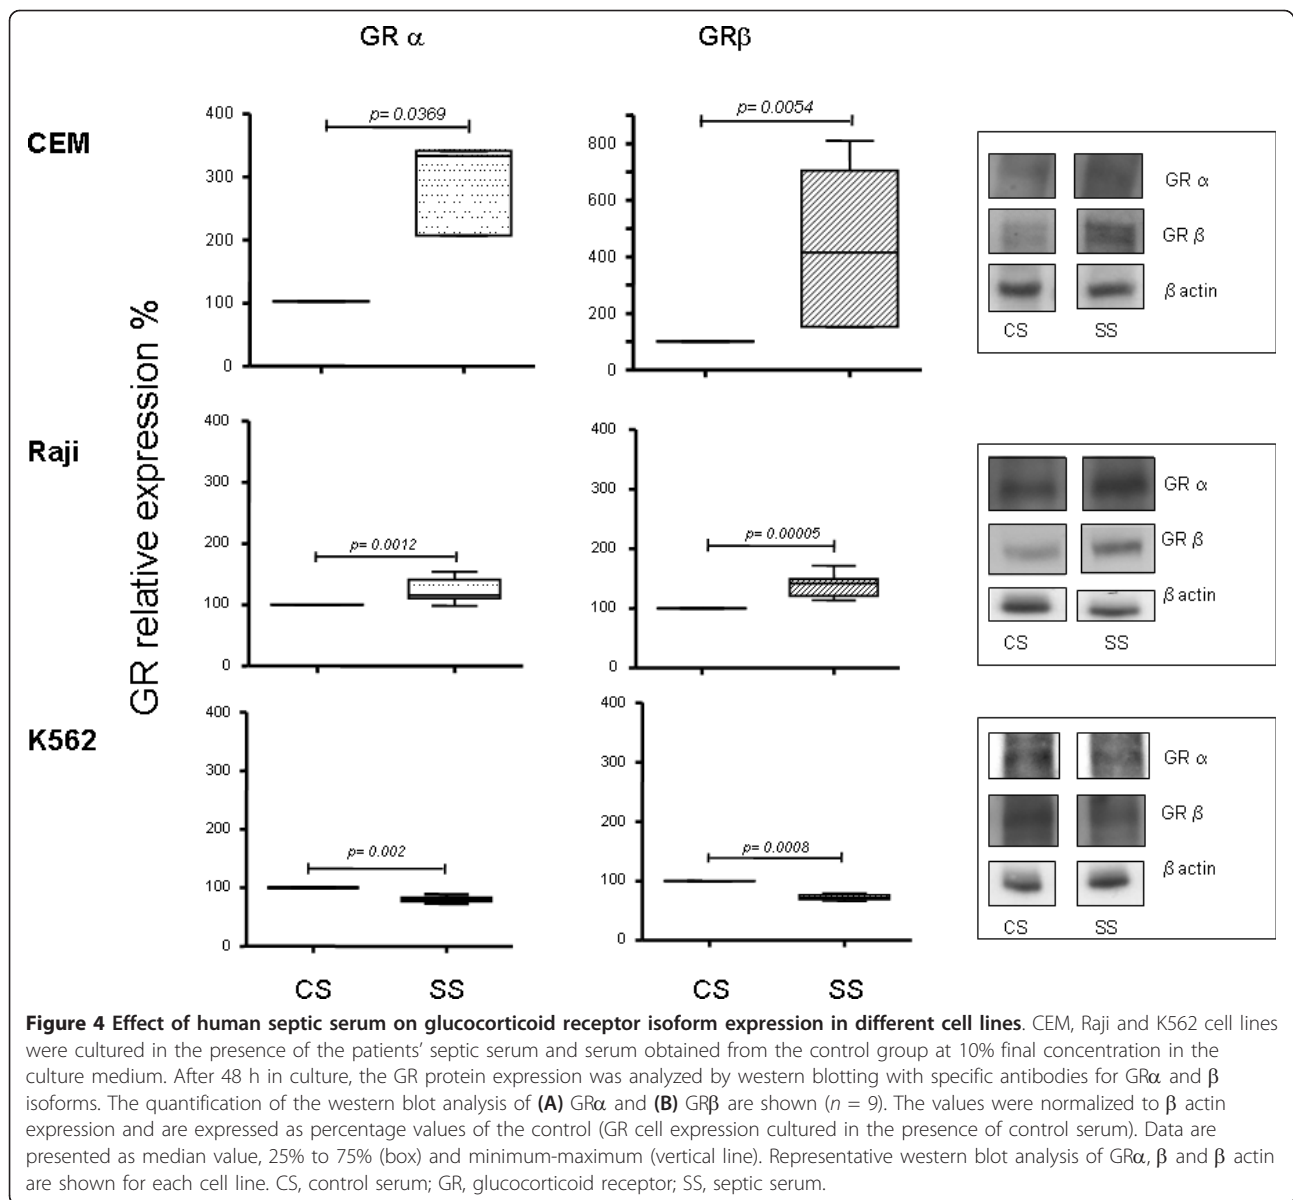 GR α
GRβ
CEM
400
300
200
100
0
p= 0.0369
800
600
400
200
0
p= 0.0054
GR α
GR β
β actin
CS SS
GR relative expression %
Raji
400
300
200
100
0
p= 0.0012
400
300
200
100
0
p= 0.00005
GR α
GR β
β actin
CS SS
K562
400
300
200
100
0
p= 0.002
400
300
200
100
0
p= 0.0008
GR α
GR β
β actin
CS SS
CS SS CS SS
Figure 4 Effect of human septic serum on glucocorticoid receptor isoform expression in different cell lines. CEM, Raji and K562 cell lines
were cultured in the presence of the patients' septic serum and serum obtained from the control group at 10% final concentration in the
culture medium. After 48 h in culture, the GR protein expression was analyzed by western blotting with specific antibodies for GRα and β
isoforms. The quantification of the western blot analysis of (A) GRα and (B) GRβ are shown (n = 9). The values were normalized to β actin
expression and are expressed as percentage values of the control (GR cell expression cultured in the presence of control serum). Data are
presented as median value, 25% to 75% (box) and minimum-maximum (vertical line). Representative western blot analysis of GRα, β and β actin
are shown for each cell line. CS, control serum; GR, glucocorticoid receptor; SS, septic serum.